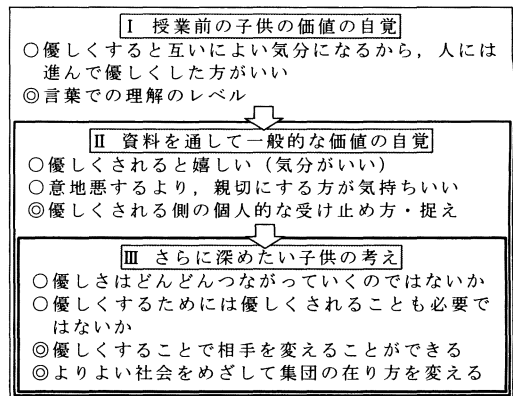 Ⅰ 授業前の子供の価値の自覚
○優しくすると互いによい気分になるから，人には
進んで優しくした方がいい
◎言葉での理解のレベル
Ⅱ 資料を通して一般的な価値の自覚
○優しくされると嬉しい（気分がいい）
○意地悪するより，親切にする方が気持ちいい
◎優しくされる側の個人的な受け止め方・捉え
Ⅲ さらに深めたい子供の考え
○優しさはどんどんつながっていくのではないか
○優しくするためには優しくされることも必要で
はないか
◎優しくすることで相手を変えることができる
◎よりよい社会をめざして集団の在り方を変える